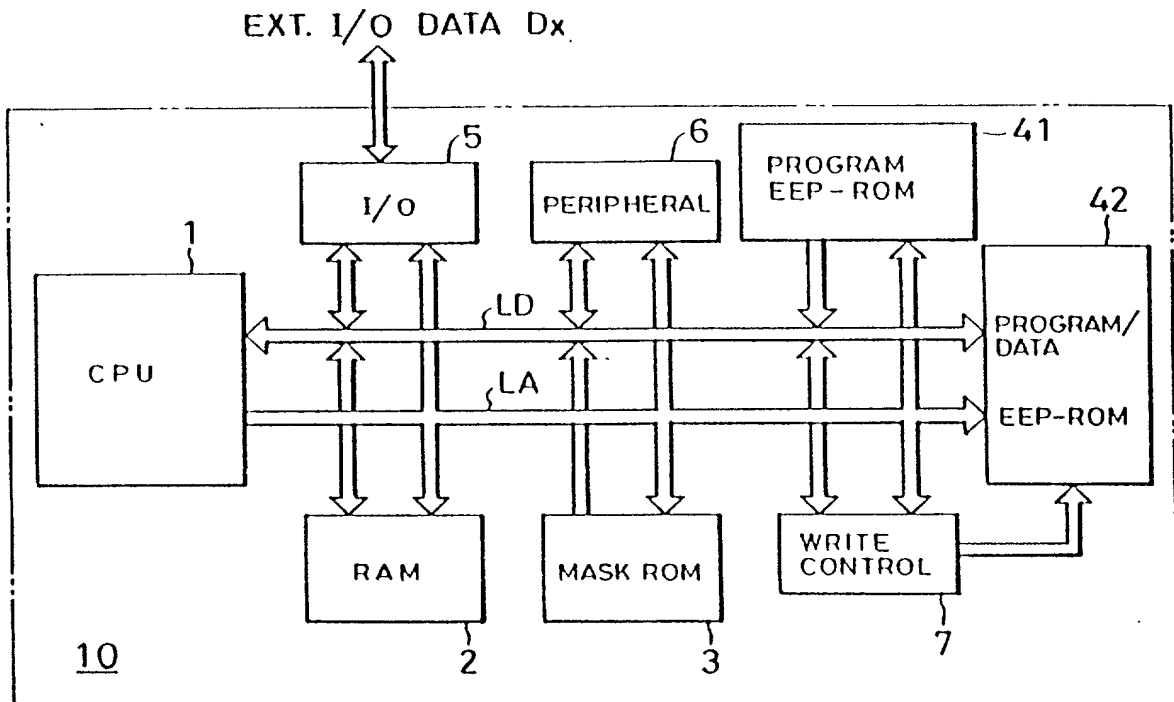 EXT. I/O DATA Dx
5
I/O
6
PERIPHERAL
41
PROGRAM
EEP-ROM
42
PROGRAM/
DATA
EEP-ROM
1
CPU
LD
LA
RAM
2
MASK ROM
3
WRITE
CONTROL
7
10